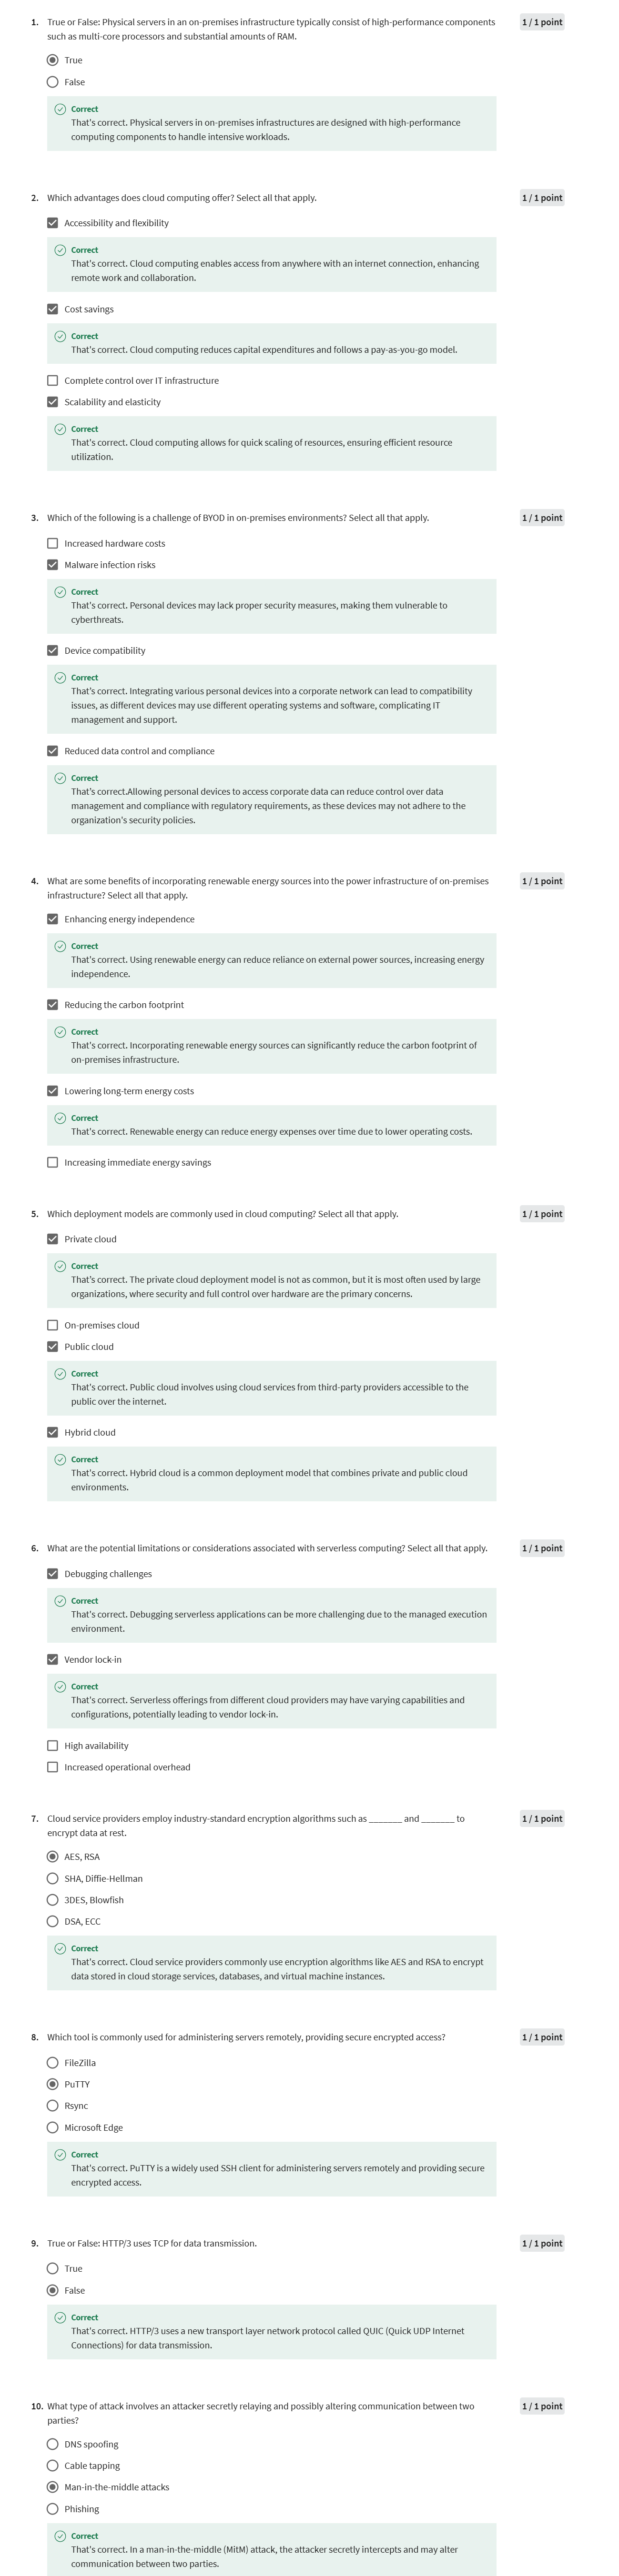 1. True or False: Physical servers in an on-premises infrastructure typically consist of high-performance components
such as multi-core processors and substantial amounts of RAM.
1 / 1 point
True
False
Correct
That's correct. Physical servers in on-premises infrastructures are designed with high-performance
computing components to handle intensive workloads.
2. Which advantages does cloud computing offer? Select all that apply.
1 / 1 point
Accessibility and flexibility
Correct
That's correct. Cloud computing enables access from anywhere with an internet connection, enhancing
remote work and collaboration.
Cost savings
Correct
That's correct. Cloud computing reduces capital expenditures and follows a pay-as-you-go model.
Complete control over IT infrastructure
Scalability and elasticity
Correct
That's correct. Cloud computing allows for quick scaling of resources, ensuring efficient resource
utilization.
3. Which of the following is a challenge of BYOD in on-premises environments? Select all that apply.
1 / 1 point
Increased hardware costs
Malware infection risks
Correct
That's correct. Personal devices may lack proper security measures, making them vulnerable to
cyberthreats.
Device compatibility
Correct
That's correct. Integrating various personal devices into a corporate network can lead to compatibility
issues, as different devices may use different operating systems and software, complicating IT
management and support.
Reduced data control and compliance
Correct
That's correct.Allowing personal devices to access corporate data can reduce control over data
management and compliance with regulatory requirements, as these devices may not adhere to the
organization's security policies.
4. What are some benefits of incorporating renewable energy sources into the power infrastructure of on-premises
infrastructure? Select all that apply.
1 / 1 point
Enhancing energy independence
Correct
That's correct. Using renewable energy can reduce reliance on external power sources, increasing energy
independence.
Reducing the carbon footprint
Correct
That's correct. Incorporating renewable energy sources can significantly reduce the carbon footprint of
on-premises infrastructure.
Lowering long-term energy costs
Correct
That's correct. Renewable energy can reduce energy expenses over time due to lower operating costs.
Increasing immediate energy savings
5. Which deployment models are commonly used in cloud computing? Select all that apply.
1 / 1 point
Private cloud
Correct
That's correct. The private cloud deployment model is not as common, but it is most often used by large
organizations, where security and full control over hardware are the primary concerns.
On-premises cloud
Public cloud
Correct
That's correct. Public cloud involves using cloud services from third-party providers accessible to the
public over the internet.
Hybrid cloud
Correct
That's correct. Hybrid cloud is a common deployment model that combines private and public cloud
environments.
6. What are the potential limitations or considerations associated with serverless computing? Select all that apply.
1 / 1 point
Debugging challenges
Correct
That's correct. Debugging serverless applications can be more challenging due to the managed execution
environment.
Vendor lock-in
Correct
That's correct. Serverless offerings from different cloud providers may have varying capabilities and
configurations, potentially leading to vendor lock-in.
High availability
Increased operational overhead
7. Cloud service providers employ industry-standard encryption algorithms such as _______ and _______ to
encrypt data at rest.
1 / 1 point
AES, RSA
SHA, Diffie-Hellman
3DES, Blowfish
DSA, ECC
Correct
That's correct. Cloud service providers commonly use encryption algorithms like AES and RSA to encrypt
data stored in cloud storage services, databases, and virtual machine instances.
8. Which tool is commonly used for administering servers remotely, providing secure encrypted access?
1 / 1 point
FileZilla
PuTTY
Rsync
Microsoft Edge
Correct
That's correct. PuTTY is a widely used SSH client for administering servers remotely and providing secure
encrypted access.
9. True or False: HTTP/3 uses TCP for data transmission.
1 / 1 point
True
False
Correct
That's correct. HTTP/3 uses a new transport layer network protocol called QUIC (Quick UDP Internet
Connections) for data transmission.
10. What type of attack involves an attacker secretly relaying and possibly altering communication between two
parties?
1 / 1 point
DNS spoofing
Cable tapping
Man-in-the-middle attacks
Phishing
Correct
That's correct. In a man-in-the-middle (MitM) attack, the attacker secretly intercepts and may alter
communication between two parties.